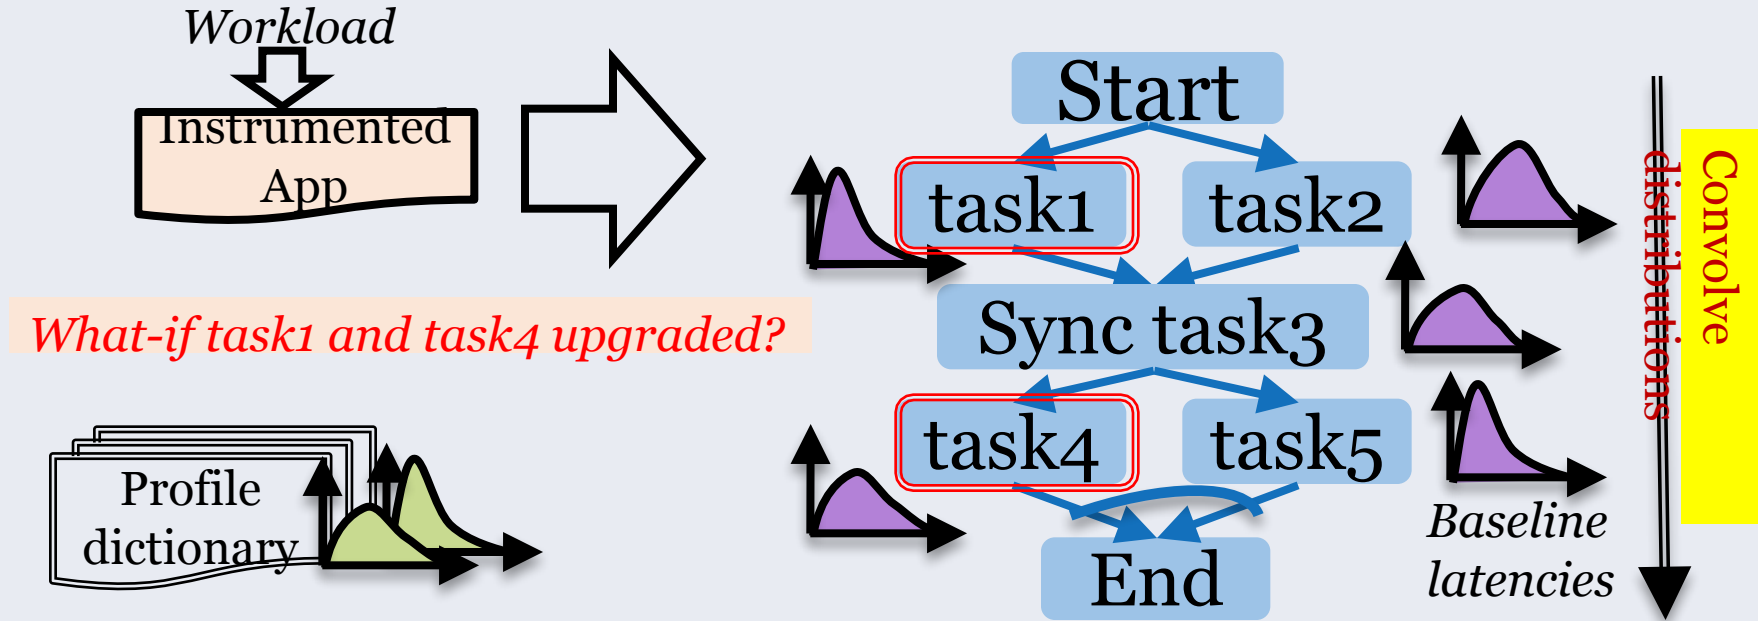 Workload
Instrumented
App
What-if task1 and task4 upgraded?
Profile
dictionary
Start
task1
task2
Sync task3
task4
task5
End
Baseline
latencies
Convolve
distributions